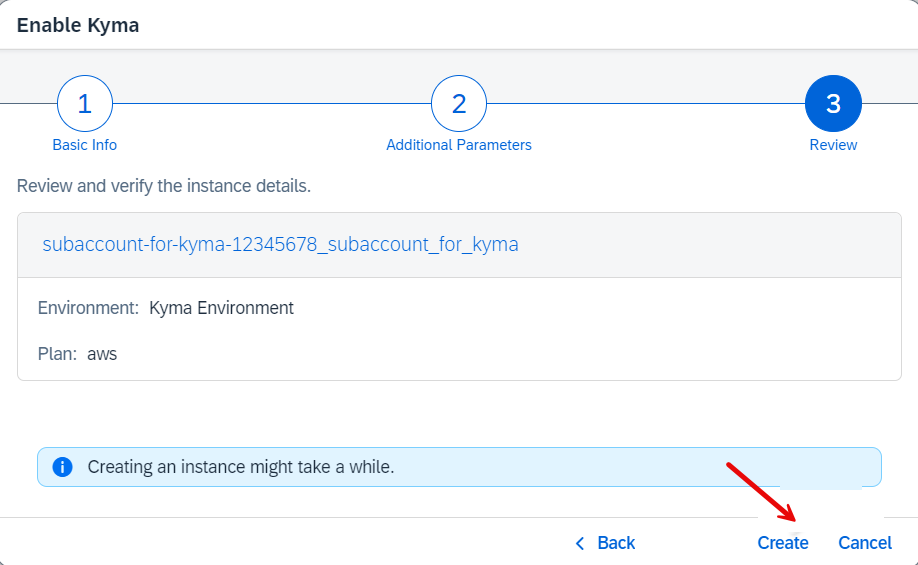 Enable Kyma
1
2
3
Basic Info
Additional Parameters
Review
Review and verify the instance details.
subaccount-for-kyma-12345678_subaccount_for_kyma
Environment: Kyma Environment
Plan: aws
Creating an instance might take a while.
Back
Create
Cancel